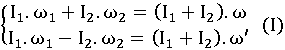 I₁.ω₁ + I₂.ω₂ = (I₁ + I₂).ω (I)
I₁.ω₁ − I₂.ω₂ = (I₁ + I₂).ω′